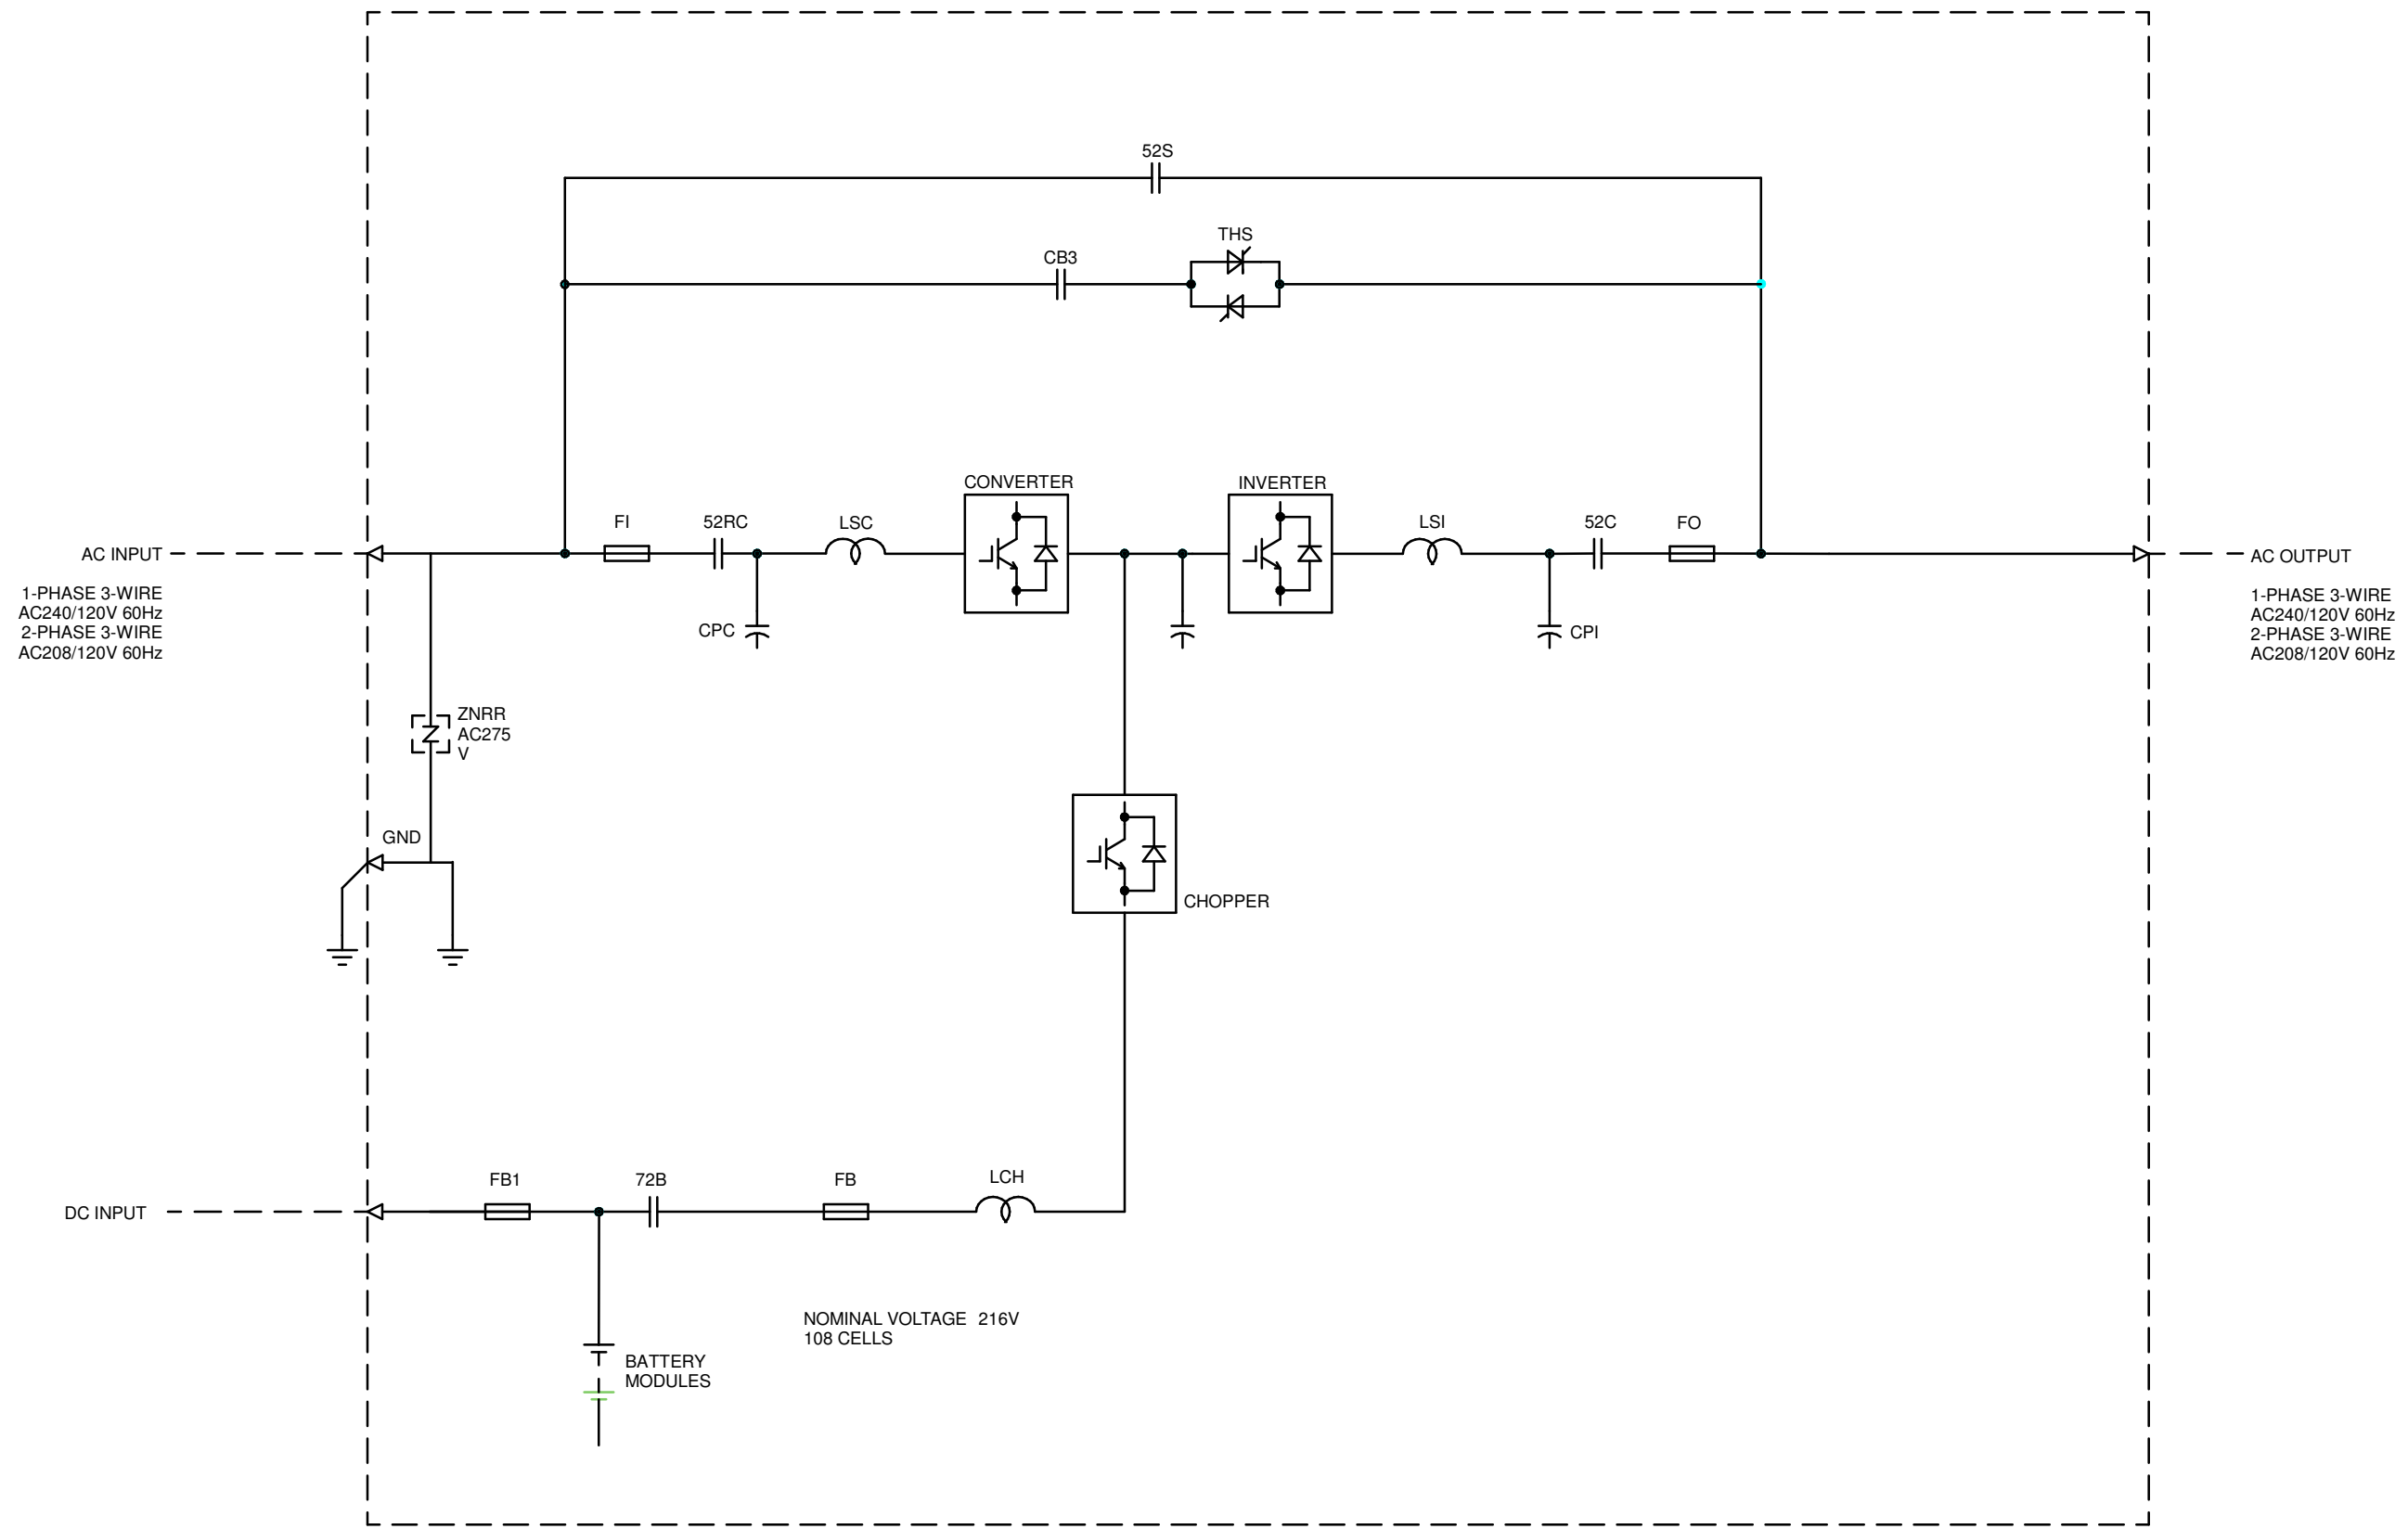 52S
THS
CB3
CONVERTER
INVERTER
FI
52RC
LSC
LSI
52C
FO
AC INPUT
AC OUTPUT
1-PHASE 3-WIRE
AC240/120V 60Hz
2-PHASE 3-WIRE
AC208/120V 60Hz
1-PHASE 3-WIRE
AC240/120V 60Hz
2-PHASE 3-WIRE
AC208/120V 60Hz
CPC
CPI
ZNRR
AC275
V
GND
CHOPPER
FB1
72B
FB
LCH
DC INPUT
NOMINAL VOLTAGE 216V
108 CELLS
BATTERY
MODULES